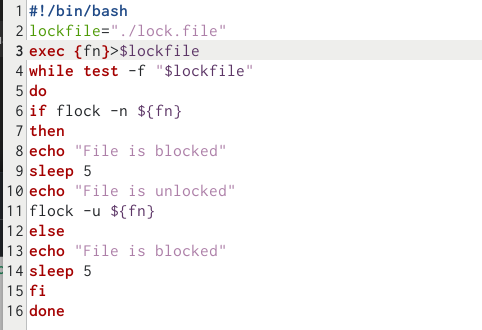 1 #!/bin/bash
2 lockfile="./lock.file"
3 exec {fn}>$lockfile
4 while test -f "$lockfile"
5 do
6 if flock -n ${fn}
7 then
8 echo "File is blocked"
9 sleep 5
10 echo "File is unlocked"
11 flock -u ${fn}
12 else
13 echo "File is blocked"
14 sleep 5
15 fi
16 done